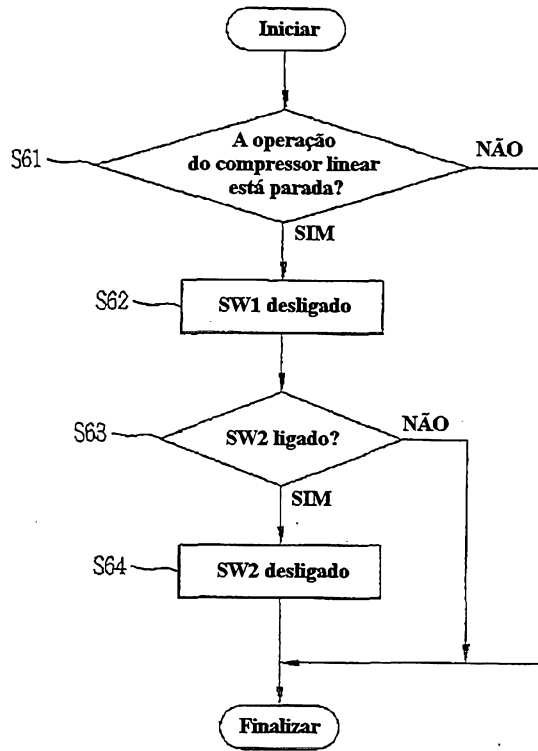 Iniciar
S61
A operação
do compressor linear
está parada?
NÃO
SIM
S62
SW1 desligado
S63
SW2 ligado?
NÃO
SIM
S64
SW2 desligado
Finalizar